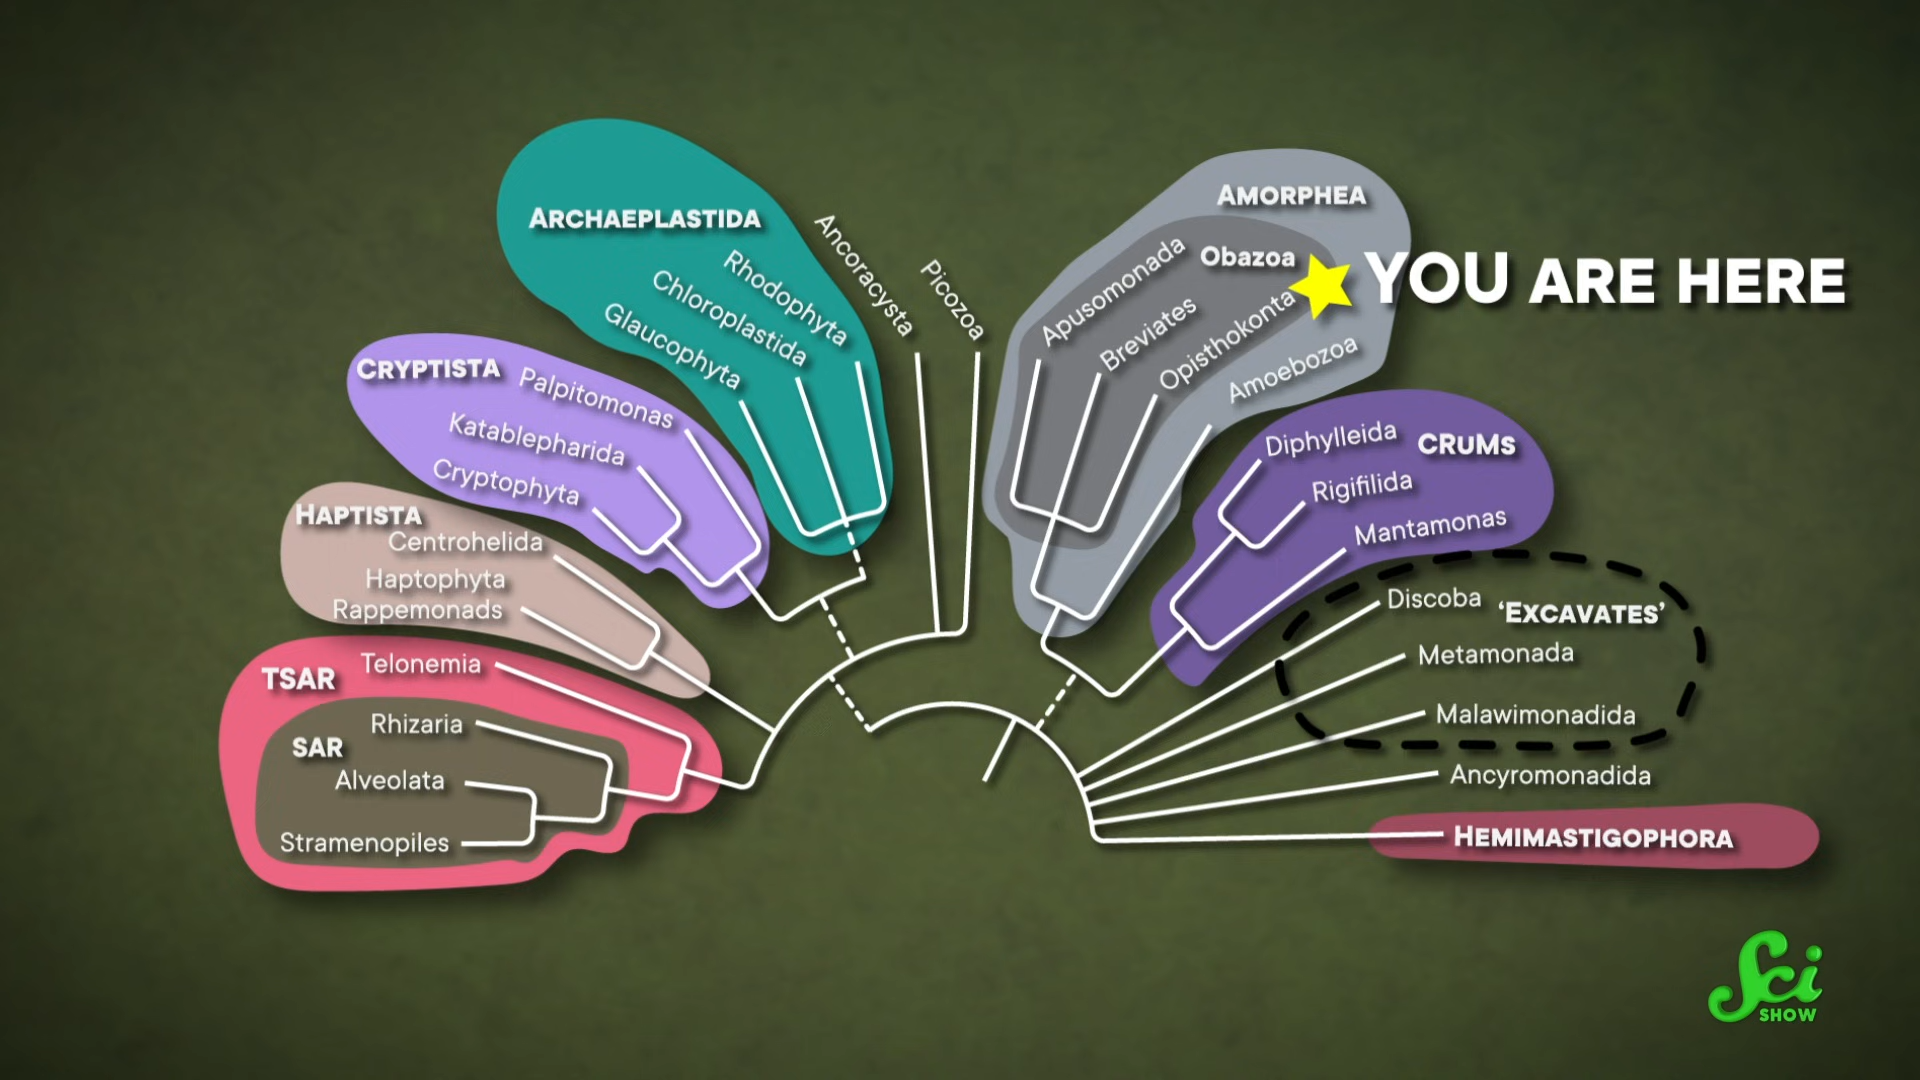 ARCHAEPLASTIDA
Rhodophyta
Chloroplastida
Glaucophyta
Ancoracysta
Picozoa
CRYPTISTA
Palpitomonas
Katablepharida
Cryptophyta
HAPTISTA
Centrohelida
Haptophyta
Rappemonads
TSAR
Telonemia
SAR
Rhizaria
Alveolata
Stramenopiles
AMORPHEA
Obazoa
Apusomonada
Breviates
Opisthokonta
Amoebozoa
YOU ARE HERE
CRUMS
Diphylleida
Rigifilida
Mantamonas
Discoba
'EXCAVATES'
Metamonada
Malawimonadida
Ancyromonadida
HEMIMASTIGOPHORA
Sci
SHOW